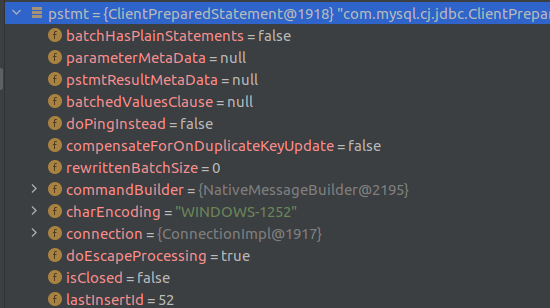 pstmt = {ClientPreparedStatement@1918} "com.mysql.cj.jdbc.ClientPrepar
f batchHasPlainStatements = false
f parameterMetaData = null
f pstmtResultMetaData = null
f batchedValuesClause = null
f doPingInstead = false
f compensateForOnDuplicateKeyUpdate = false
f rewrittenBatchSize = 0
f commandBuilder = {NativeMessageBuilder@2195}
f charEncoding = "WINDOWS-1252"
f connection = {ConnectionImpl@1917}
f doEscapeProcessing = true
f isClosed = false
f lastInsertId = 52